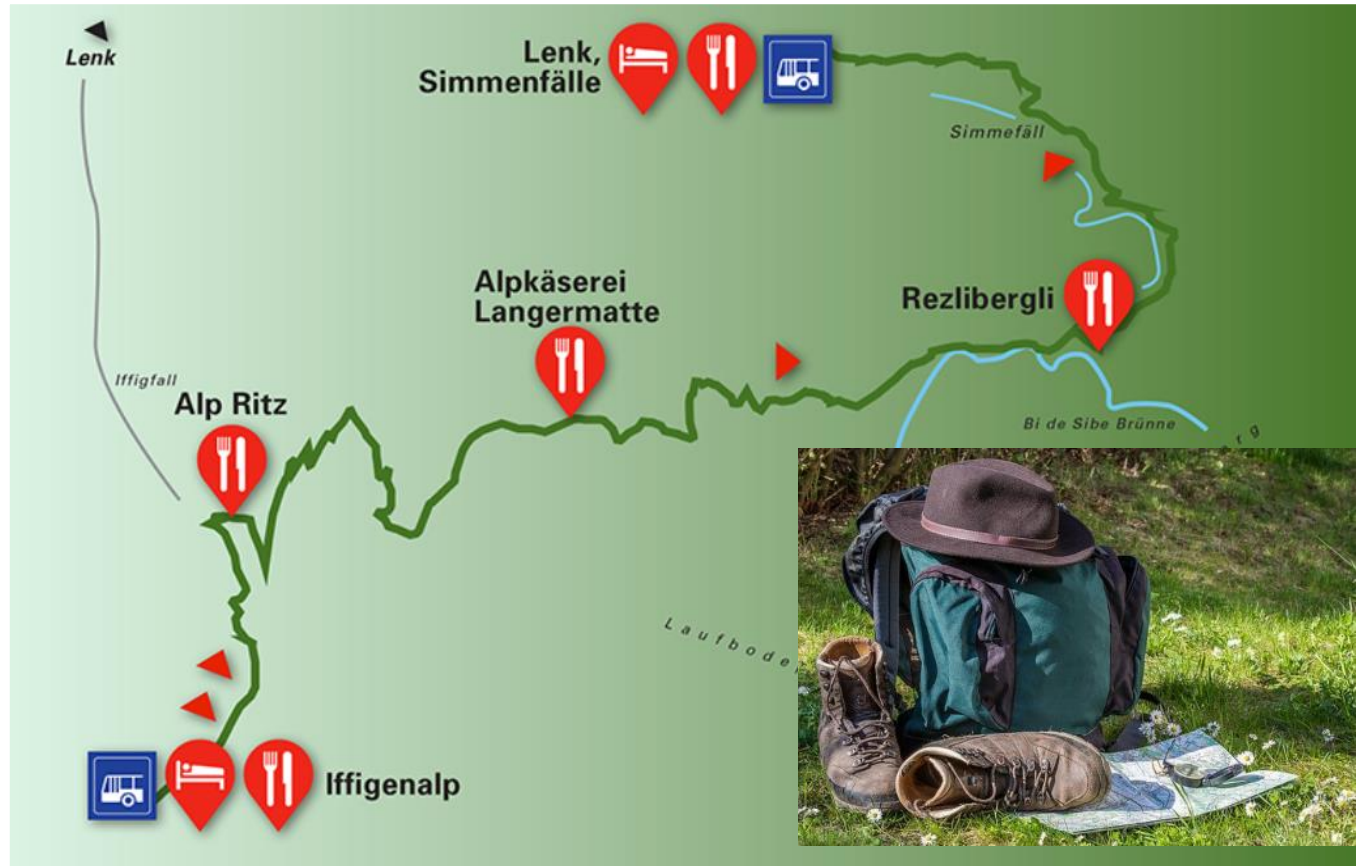 Lenk
Lenk,
Simmenfälle
Simmefäll
Alpkäserei
Langermatte
Rezlibergli
Iffigfall
Alp Ritz
Bi de Sibe Brünne
Iffigenalp